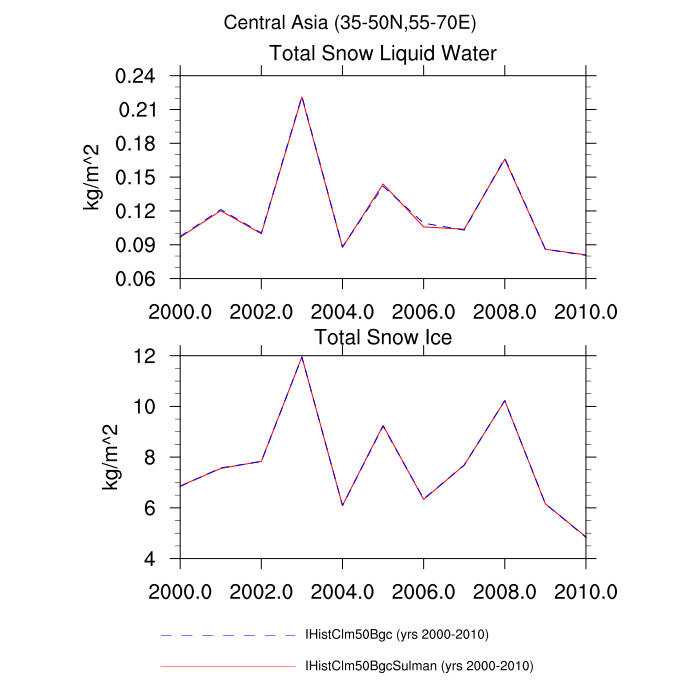 Central Asia (35-50N,55-70E)
Total Snow Liquid Water
0.24
0.21
0.18
0.15
0.12
0.09
0.06
kg/m^2
2000.0 2002.0 2004.0 2006.0 2008.0 2010.0
Total Snow Ice
12
10
8
6
4
kg/m^2
2000.0 2002.0 2004.0 2006.0 2008.0 2010.0
IHistClm50Bgc (yrs 2000-2010)
IHistClm50BgcSulman (yrs 2000-2010)